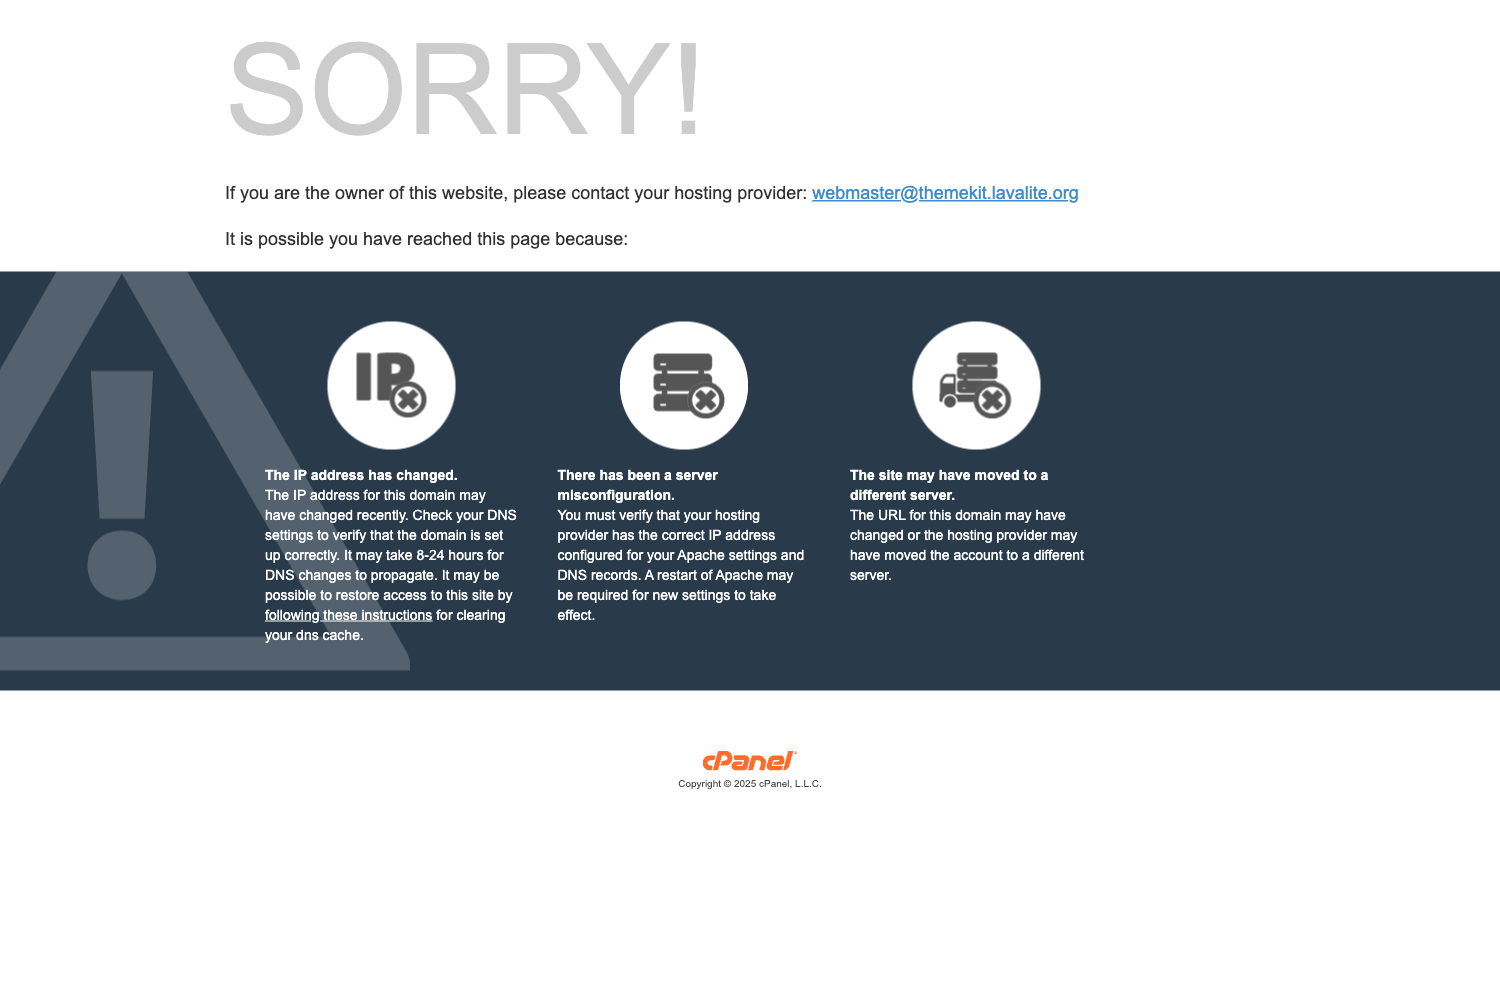 SORRY!
If you are the owner of this website, please contact your hosting provider: webmaster@themekit.lavalite.org
It is possible you have reached this page because:
IP
The IP address has changed.
The IP address for this domain may
have changed recently. Check your DNS
settings to verify that the domain is set
up correctly. It may take 8-24 hours for
DNS changes to propagate. It may be
possible to restore access to this site by
following these instructions for clearing
your dns cache.
There has been a server
misconfiguration.
You must verify that your hosting
provider has the correct IP address
configured for your Apache settings and
DNS records. A restart of Apache may
be required for new settings to take
effect.
The site may have moved to a
different server.
The URL for this domain may have
changed or the hosting provider may
have moved the account to a different
server.
cPanel
Copyright © 2025 cPanel, L.L.C.